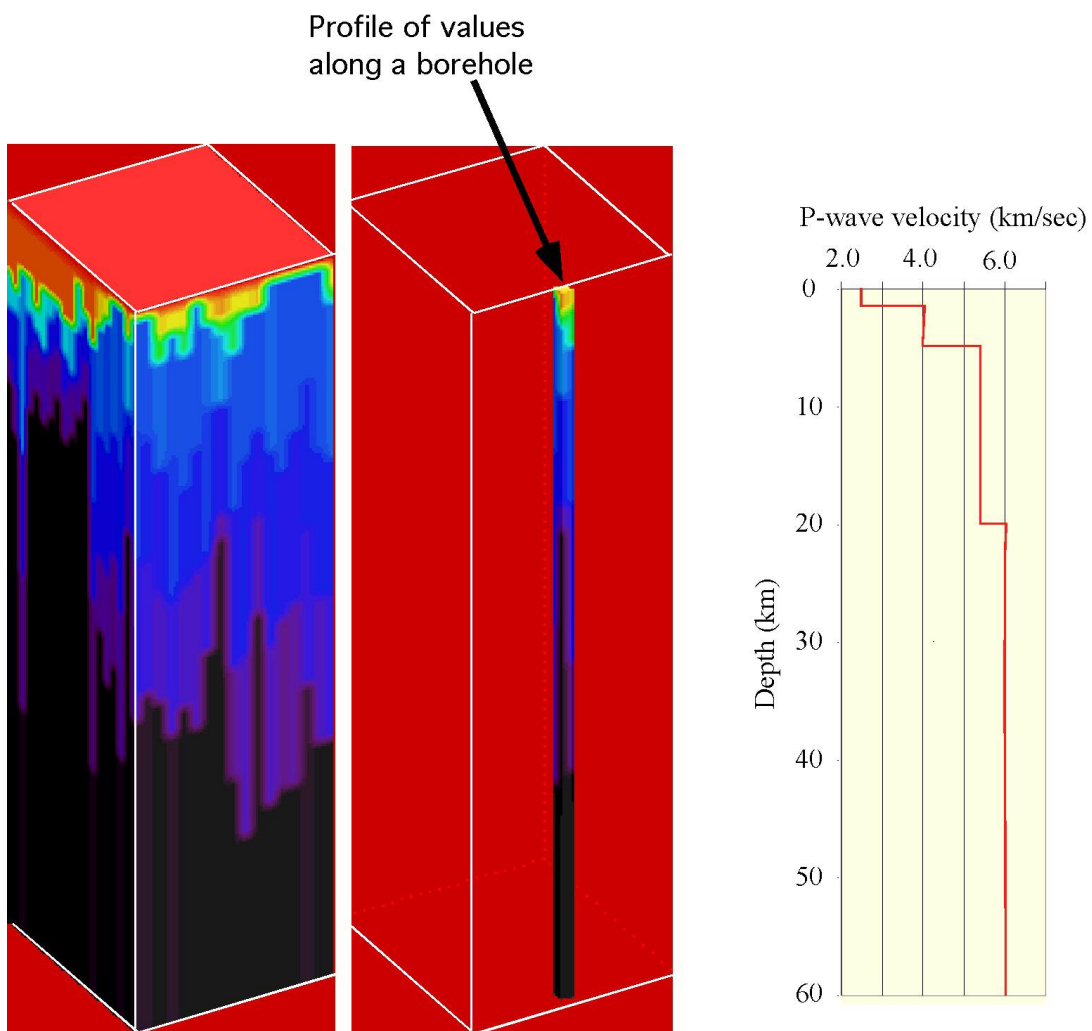 Profile of values
along a borehole
P-wave velocity (km/sec)
2.0 4.0 6.0
0
10
20
30
40
50
60
Depth (km)